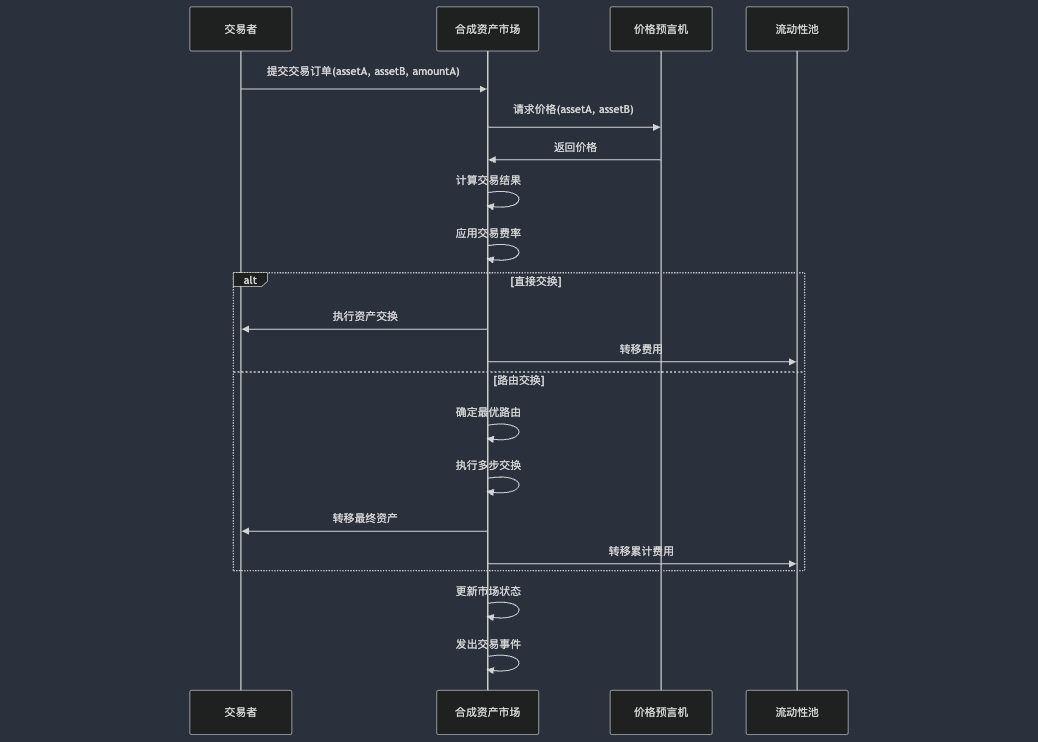 交易者
合成资产市场
价格预言机
流动性池
提交交易订单(assetA, assetB, amountA)
请求价格(assetA, assetB)
返回价格
计算交易结果
应用交易费率
alt
[直接交换]
执行资产交换
转移费用
[路由交换]
确定最优路由
执行多步交换
转移最终资产
转移累计费用
更新市场状态
发出交易事件
交易者
合成资产市场
价格预言机
流动性池